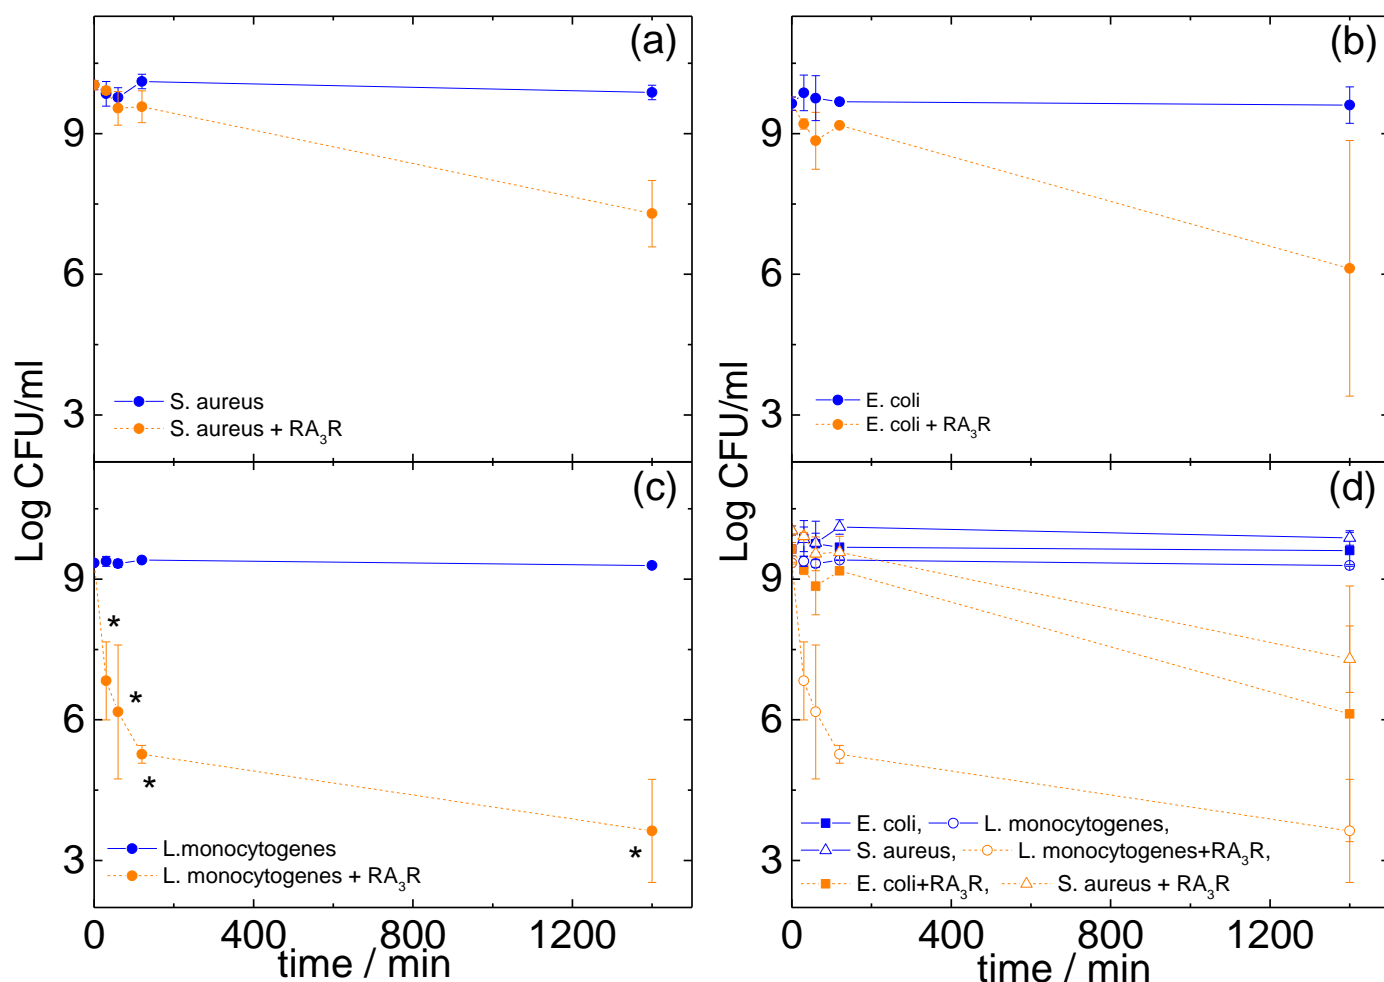 (a)
(b)
9
9
6
6
S. aureus
S. aureus + RA₃R
E. coli
E. coli + RA₃R
3
3
Log CFU/ml
Log CFU/ml
(c)
(d)
9
9
*
*
6
6
*
*
L.monocytogenes
L. monocytogenes + RA₃R
E. coli, L. monocytogenes,
S. aureus, L. monocytogenes+RA₃R,
E. coli+RA₃R, S. aureus + RA₃R
3
3
0 400 800 1200
0 400 800 1200
time / min
time / min